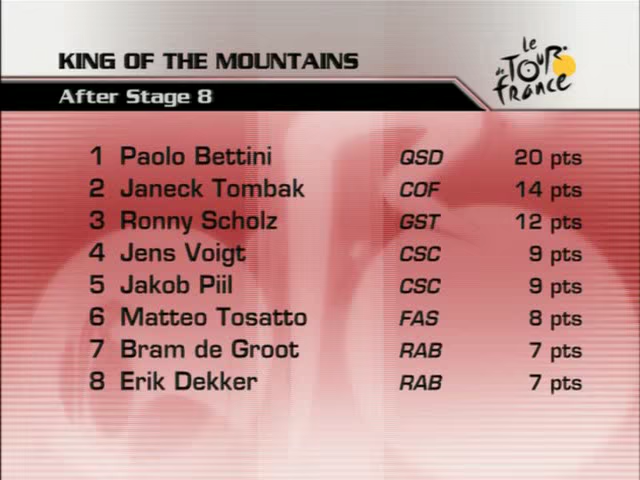 KING OF THE MOUNTAINS
Le TOUR de FRANCE
After Stage 8
1 Paolo Bettini QSD 20 pts
2 Janeck Tombak COF 14 pts
3 Ronny Scholz GST 12 pts
4 Jens Voigt CSC 9 pts
5 Jakob Piil CSC 9 pts
6 Matteo Tosatto FAS 8 pts
7 Bram de Groot RAB 7 pts
8 Erik Dekker RAB 7 pts